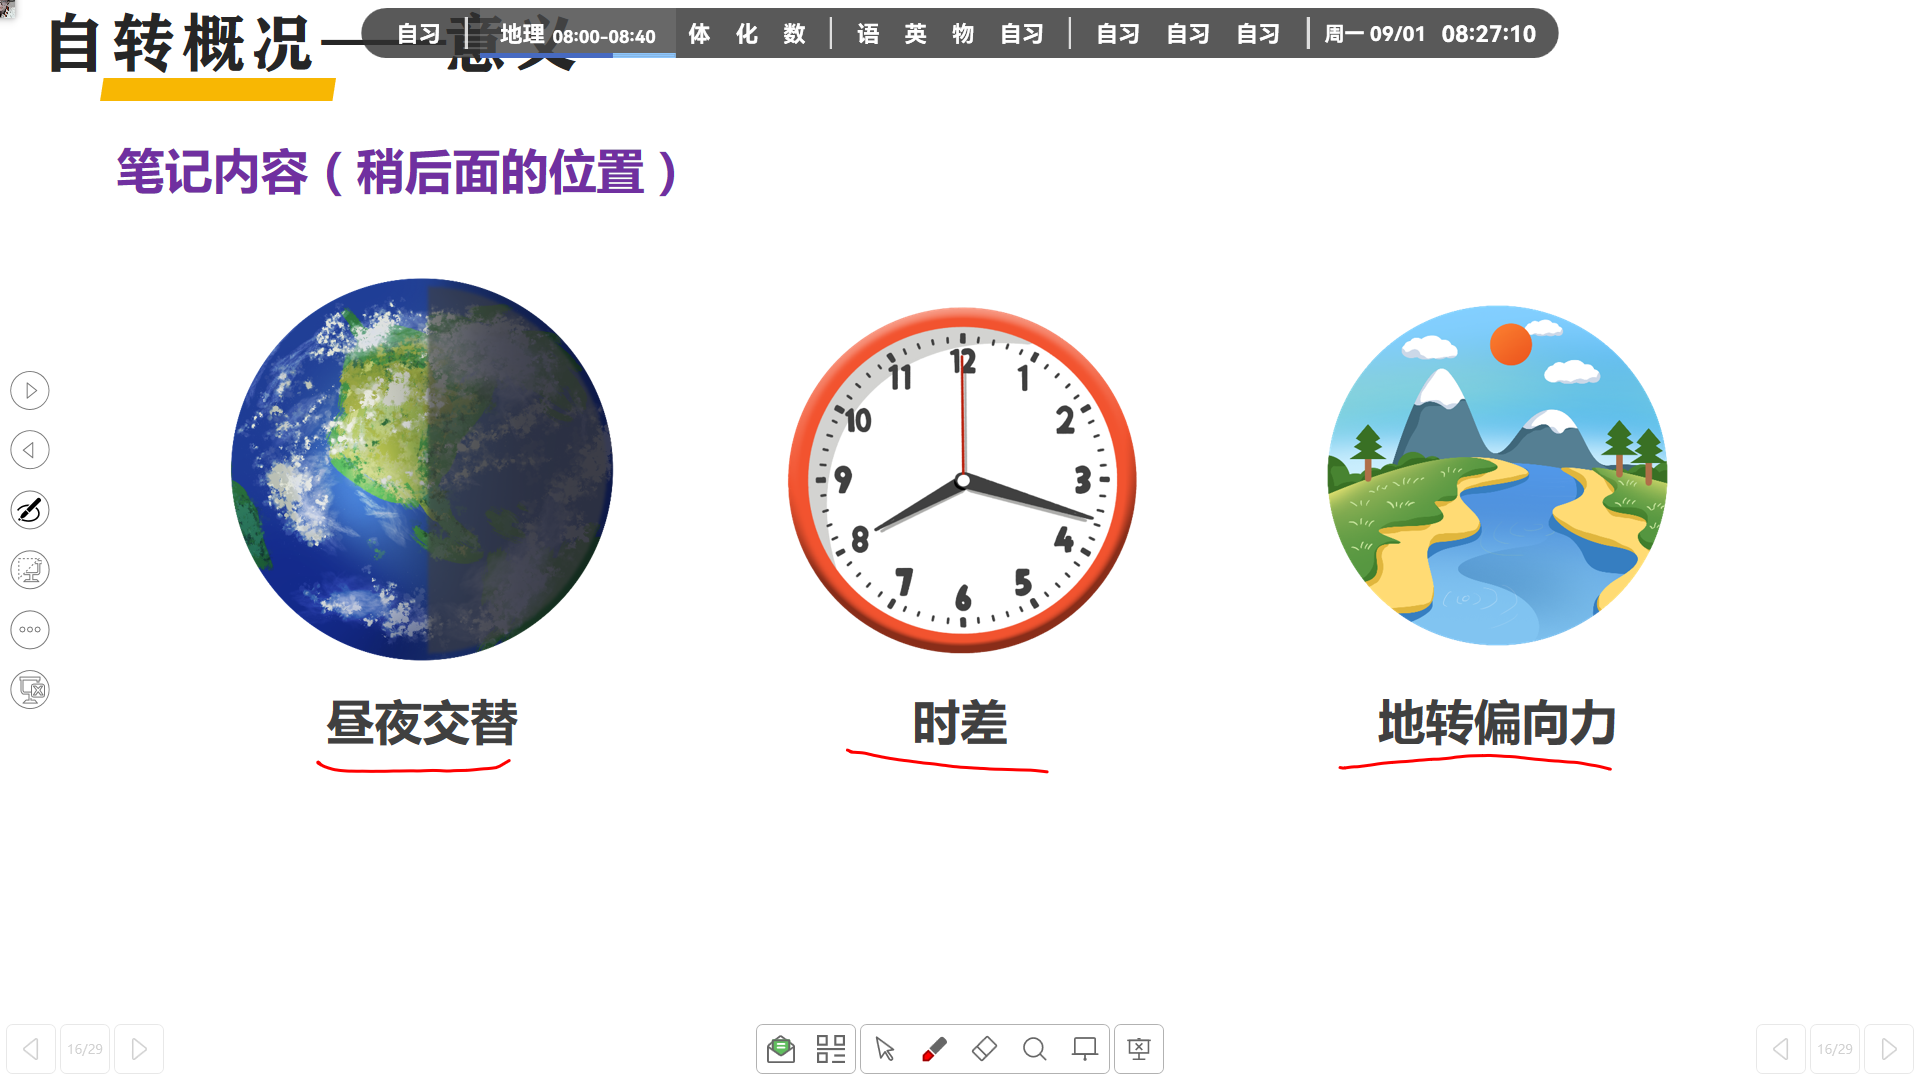 自转概况——意义
自习 | 地理 08:00-08:40 体 化 数 | 语 英 物 自习 | 自习 自习 自习 | 周一 09/01 08:27:10
笔记内容（稍后面的位置）
12
11 1
10 2
9 3
8 4
7 5
6
昼夜交替 时差 地转偏向力
16/29 16/29